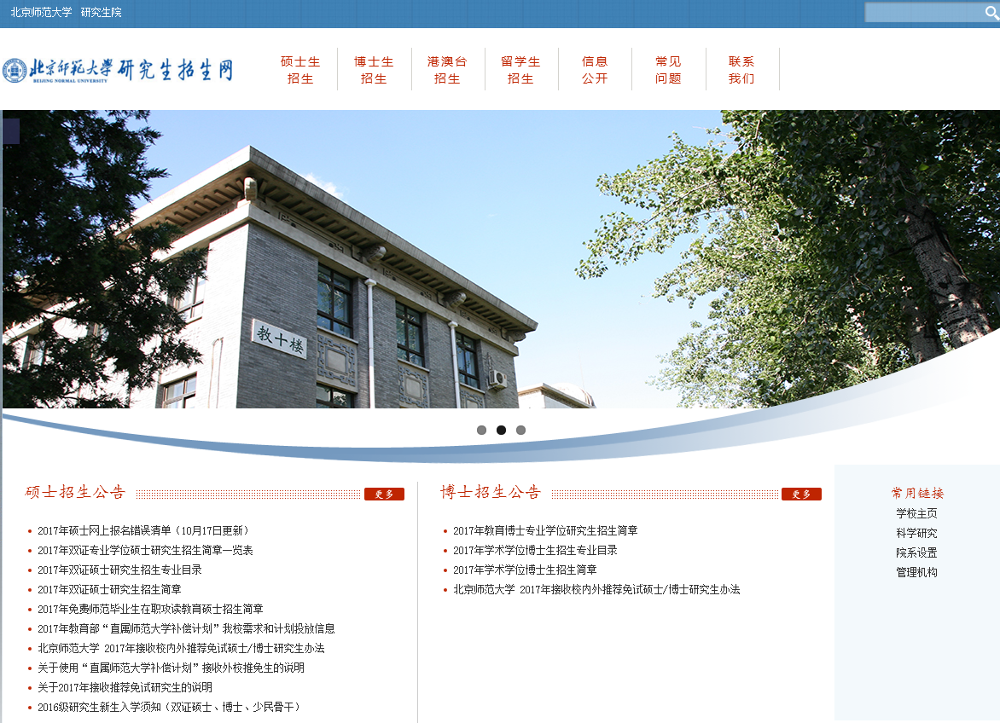 北京师范大学 研究生院
北京师范大学研究生招生网
BEIJING NORMAL UNIVERSITY
硕士生
招生
博士生
招生
港澳台
招生
留学生
招生
信息
公开
常见
问题
联系
我们
教十楼
硕士招生公告
更多
2017年硕士网上报名错误清单（10月17日更新）
2017年双证专业学位硕士研究生招生简章一览表
2017年双证硕士研究生招生专业目录
2017年双证硕士研究生招生简章
2017年免费师范毕业生在职攻读教育硕士招生简章
2017年教育部“直属师范大学补偿计划”我校需求和计划投放信息
北京师范大学 2017年接收校内外推荐免试硕士/博士研究生办法
关于使用“直属师范大学补偿计划”接收外校推免生的说明
关于2017年接收推荐免试研究生的说明
2016级研究生新生入学须知（双证硕士、博士、少民骨干）
博士招生公告
更多
2017年教育博士专业学位研究生招生简章
2017年学术学位博士生招生专业目录
2017年学术学位博士生招生简章
北京师范大学 2017年接收校内外推荐免试硕士/博士研究生办法
常用链接
学校主页
科学研究
院系设置
管理机构